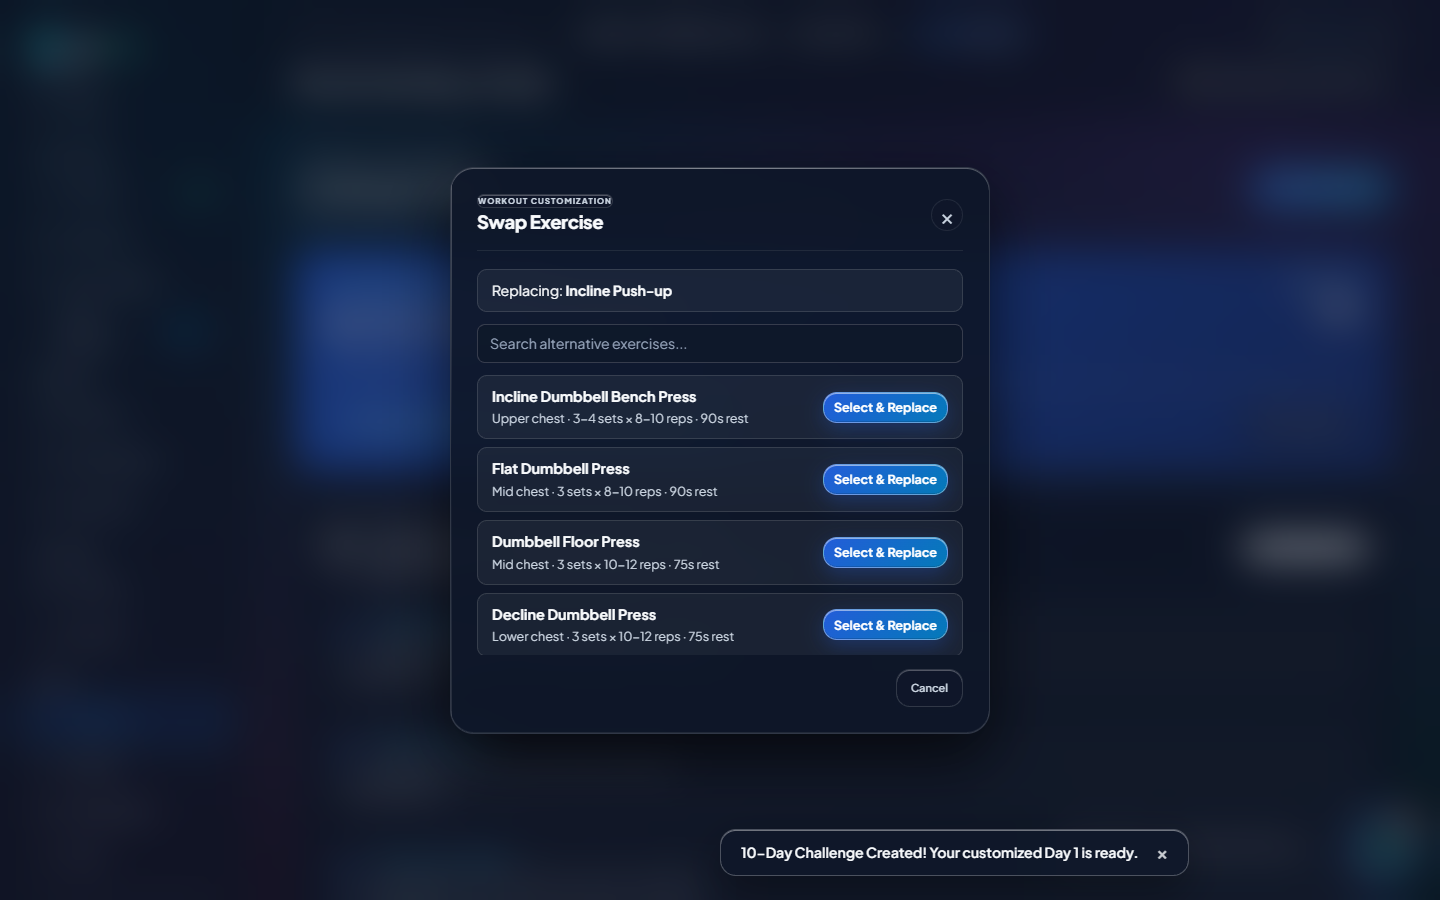 WORKOUT CUSTOMIZATION
Swap Exercise
×
Replacing: Incline Push-up
Search alternative exercises...
Incline Dumbbell Bench Press
Upper chest · 3–4 sets × 8–10 reps · 90s rest
Select & Replace
Flat Dumbbell Press
Mid chest · 3 sets × 8–10 reps · 90s rest
Select & Replace
Dumbbell Floor Press
Mid chest · 3 sets × 10–12 reps · 75s rest
Select & Replace
Decline Dumbbell Press
Lower chest · 3 sets × 10–12 reps · 75s rest
Select & Replace
Cancel
10-Day Challenge Created! Your customized Day 1 is ready. ×